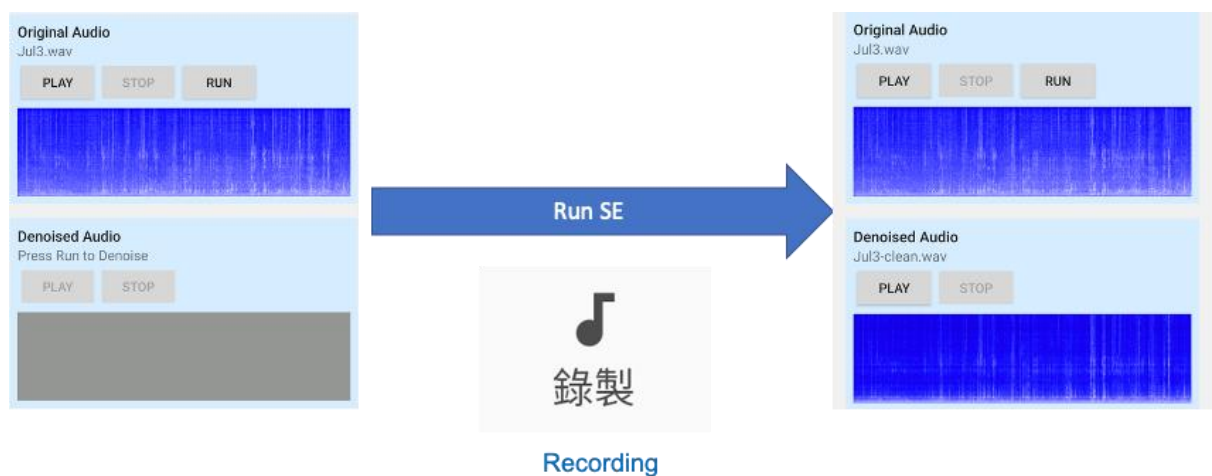 Original Audio
Jul3.wav
PLAY STOP RUN
Denoised Audio
Press Run to Denoise
PLAY STOP
Run SE
錄製
Recording
Original Audio
Jul3.wav
PLAY STOP RUN
Denoised Audio
Jul3-clean.wav
PLAY STOP